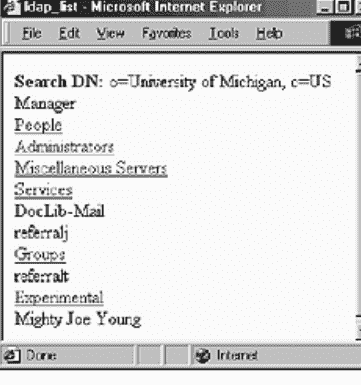 ldap_list - Microsoft Internet Explorer
File Edit View Favorites Tools Help
Search DN: o=University of Michigan, c=US
Manager
People
Administrators
Miscellaneous Servers
Services
DocLib-Mail
referralj
Groups
referralt
Experimental
Mighty Joe Young
Done Internet